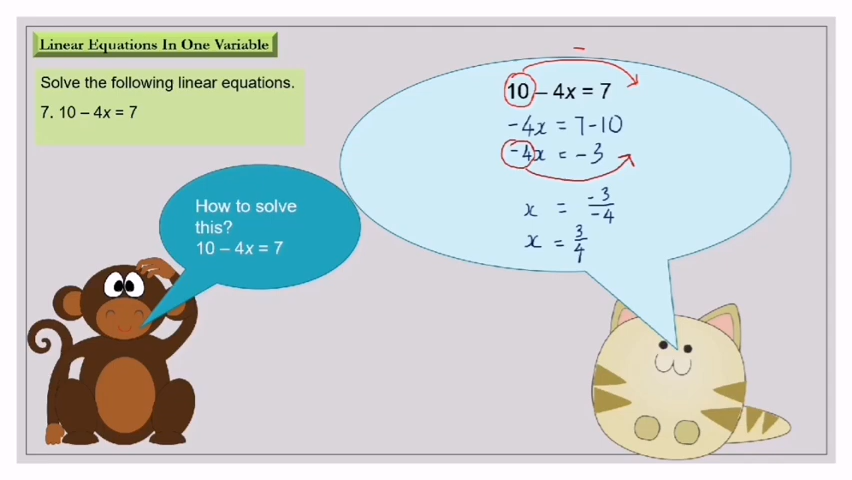 Linear Equations In One Variable
Solve the following linear equations.
7. 10 – 4x = 7
How to solve
this?
10 – 4x = 7
–
10 – 4x = 7
-4x = 7-10
-4x = -3
x = -3/-4
x = 3/4